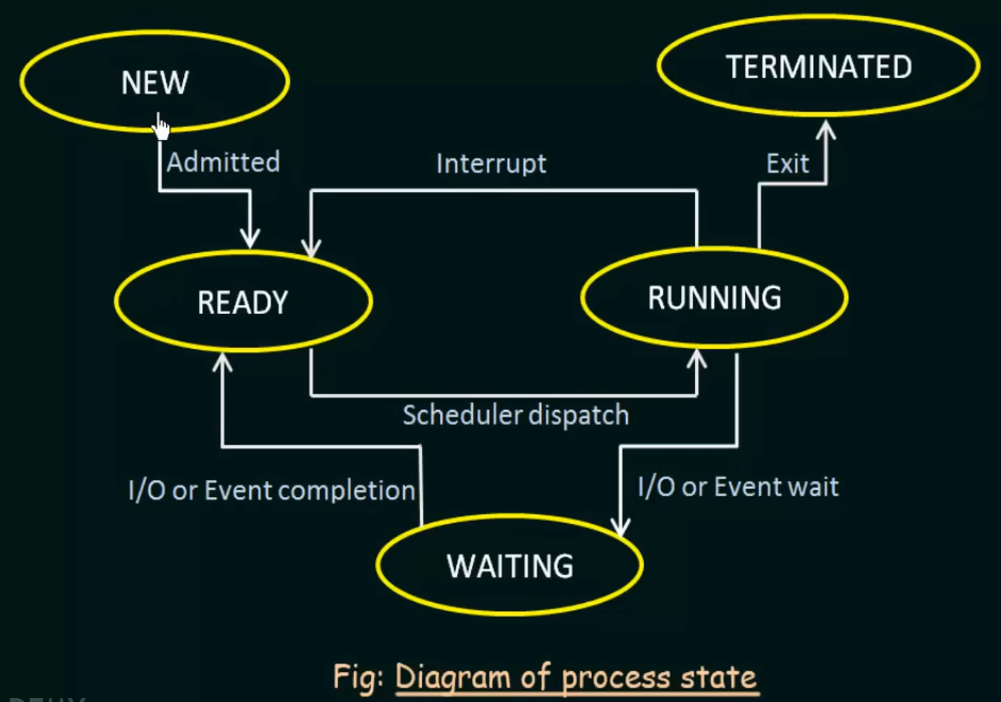 NEW
TERMINATED
Admitted
Interrupt
Exit
READY
RUNNING
Scheduler dispatch
I/O or Event completion
I/O or Event wait
WAITING
Fig: Diagram of process state